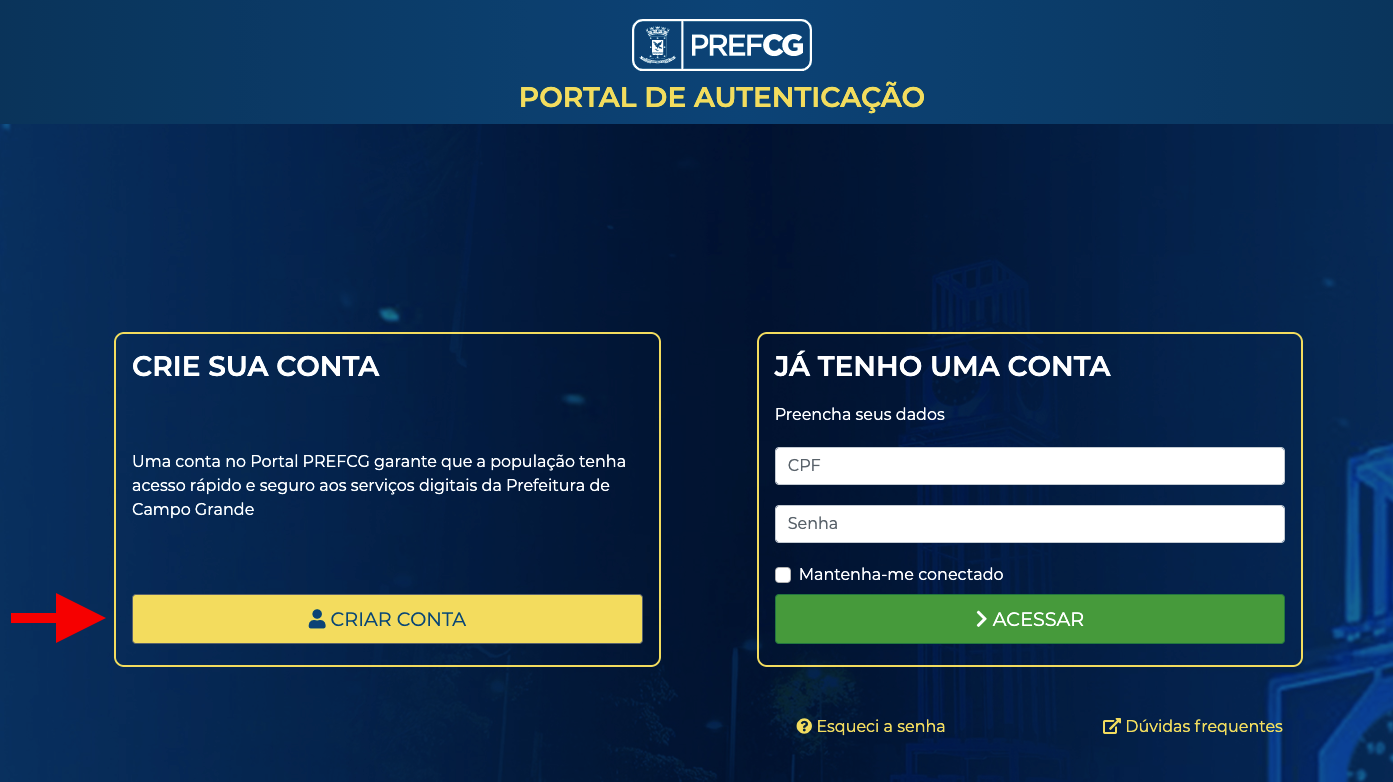 PREFCG
PORTAL DE AUTENTICAÇÃO
CRIE SUA CONTA
Uma conta no Portal PREFCG garante que a população tenha
acesso rápido e seguro aos serviços digitais da Prefeitura de
Campo Grande
CRIAR CONTA
JÁ TENHO UMA CONTA
Preencha seus dados
CPF
Senha
Mantenha-me conectado
ACESSAR
Esqueci a senha
Dúvidas frequentes